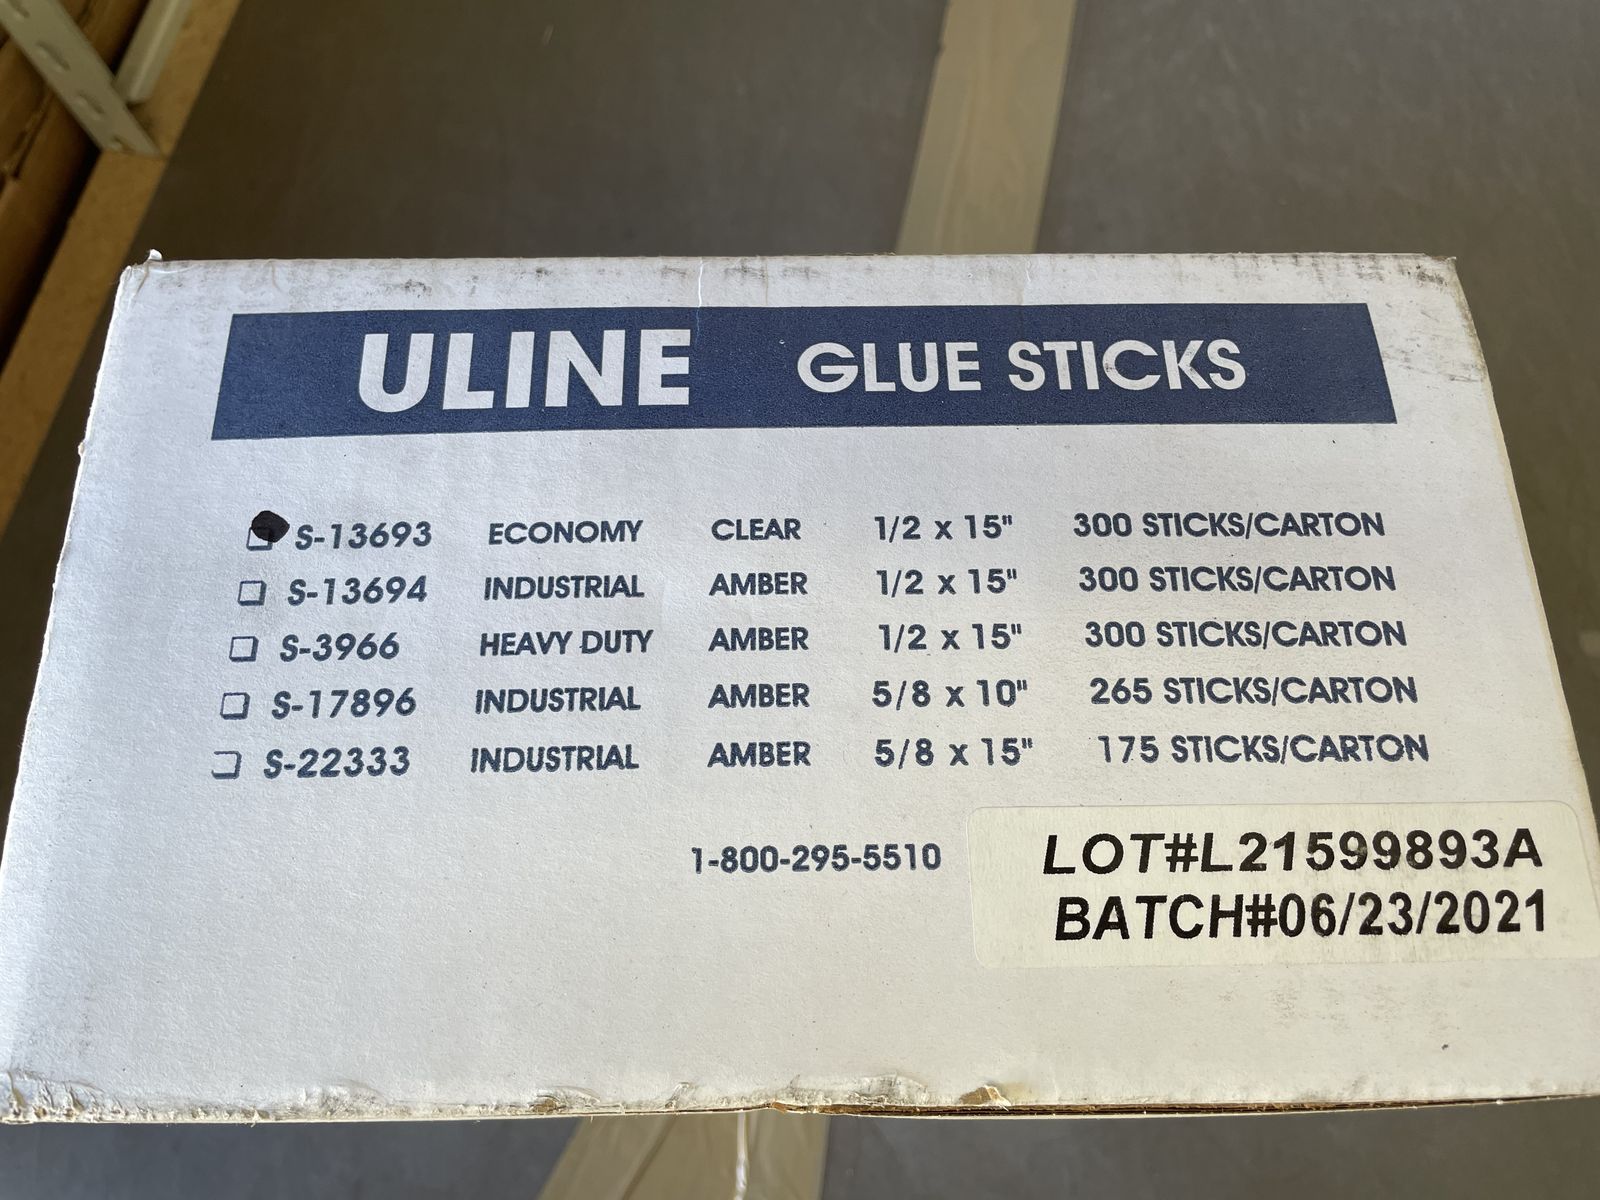 ULINE GLUE STICKS
S-13693 ECONOMY CLEAR 1/2 x 15" 300 STICKS/CARTON
S-13694 INDUSTRIAL AMBER 1/2 x 15" 300 STICKS/CARTON
S-3966 HEAVY DUTY AMBER 1/2 x 15" 300 STICKS/CARTON
S-17896 INDUSTRIAL AMBER 5/8 x 10" 265 STICKS/CARTON
S-22333 INDUSTRIAL AMBER 5/8 x 15" 175 STICKS/CARTON
1-800-295-5510
LOT#L21599893A
BATCH#06/23/2021